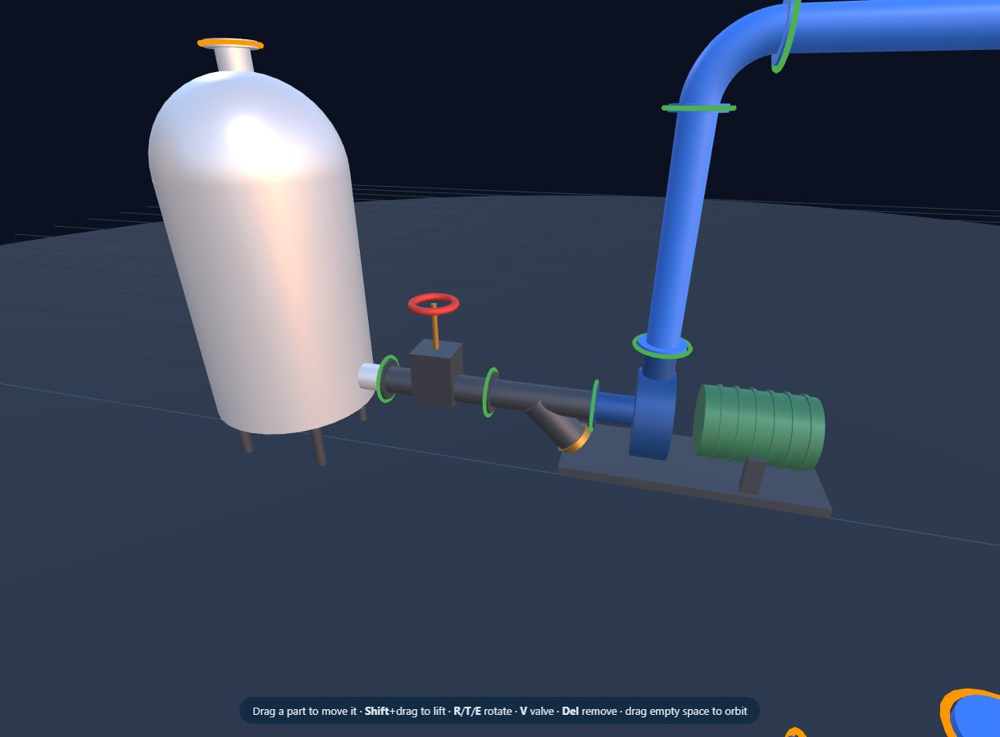 Drag a part to move it · Shift+drag to lift · R/T/E rotate · V valve · Del remove · drag empty space to orbit